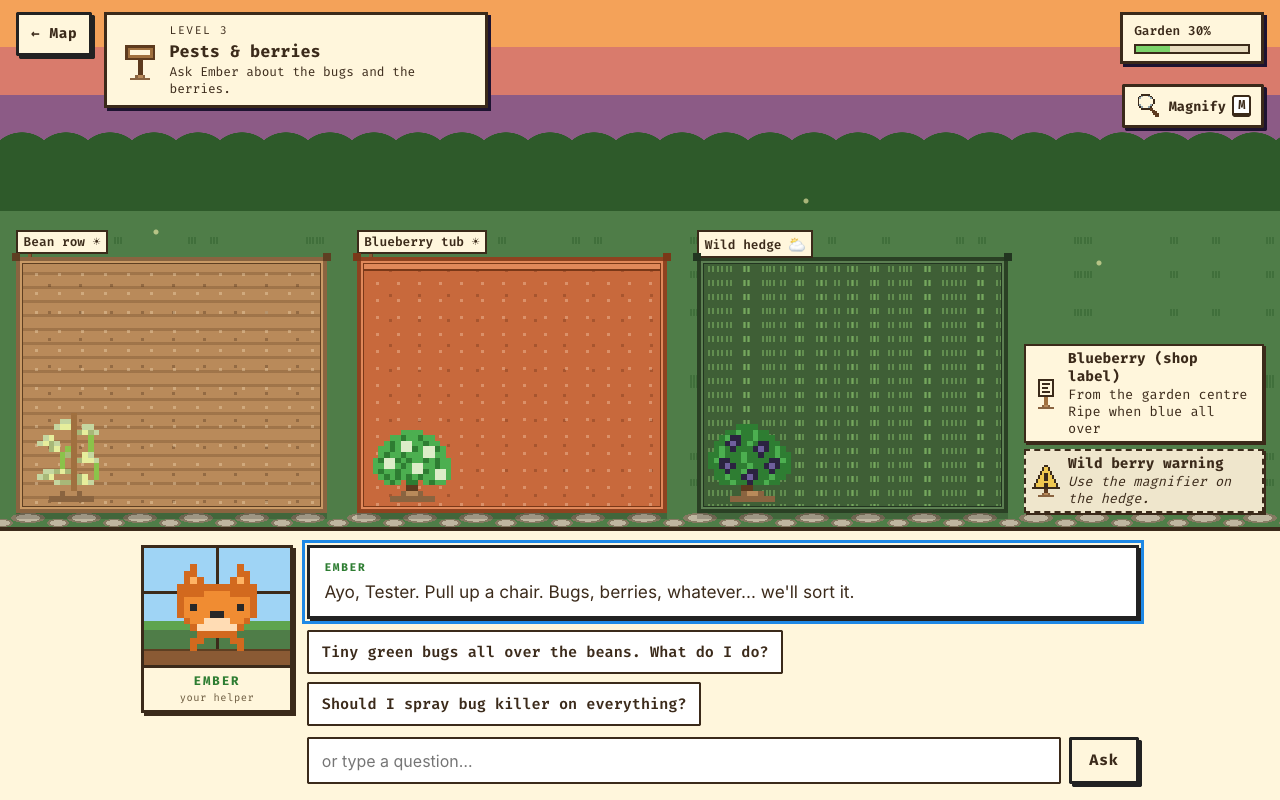 ← Map
LEVEL 3
Pests & berries
Ask Ember about the bugs and the
berries.
Garden 30%
Magnify M
Bean row ☀
Blueberry tub ☀
Wild hedge ⛅
Blueberry (shop
label)
From the garden centre
Ripe when blue all
over
Wild berry warning
Use the magnifier on
the hedge.
EMBER
your helper
EMBER
Ayo, Tester. Pull up a chair. Bugs, berries, whatever... we'll sort it.
Tiny green bugs all over the beans. What do I do?
Should I spray bug killer on everything?
or type a question...
Ask